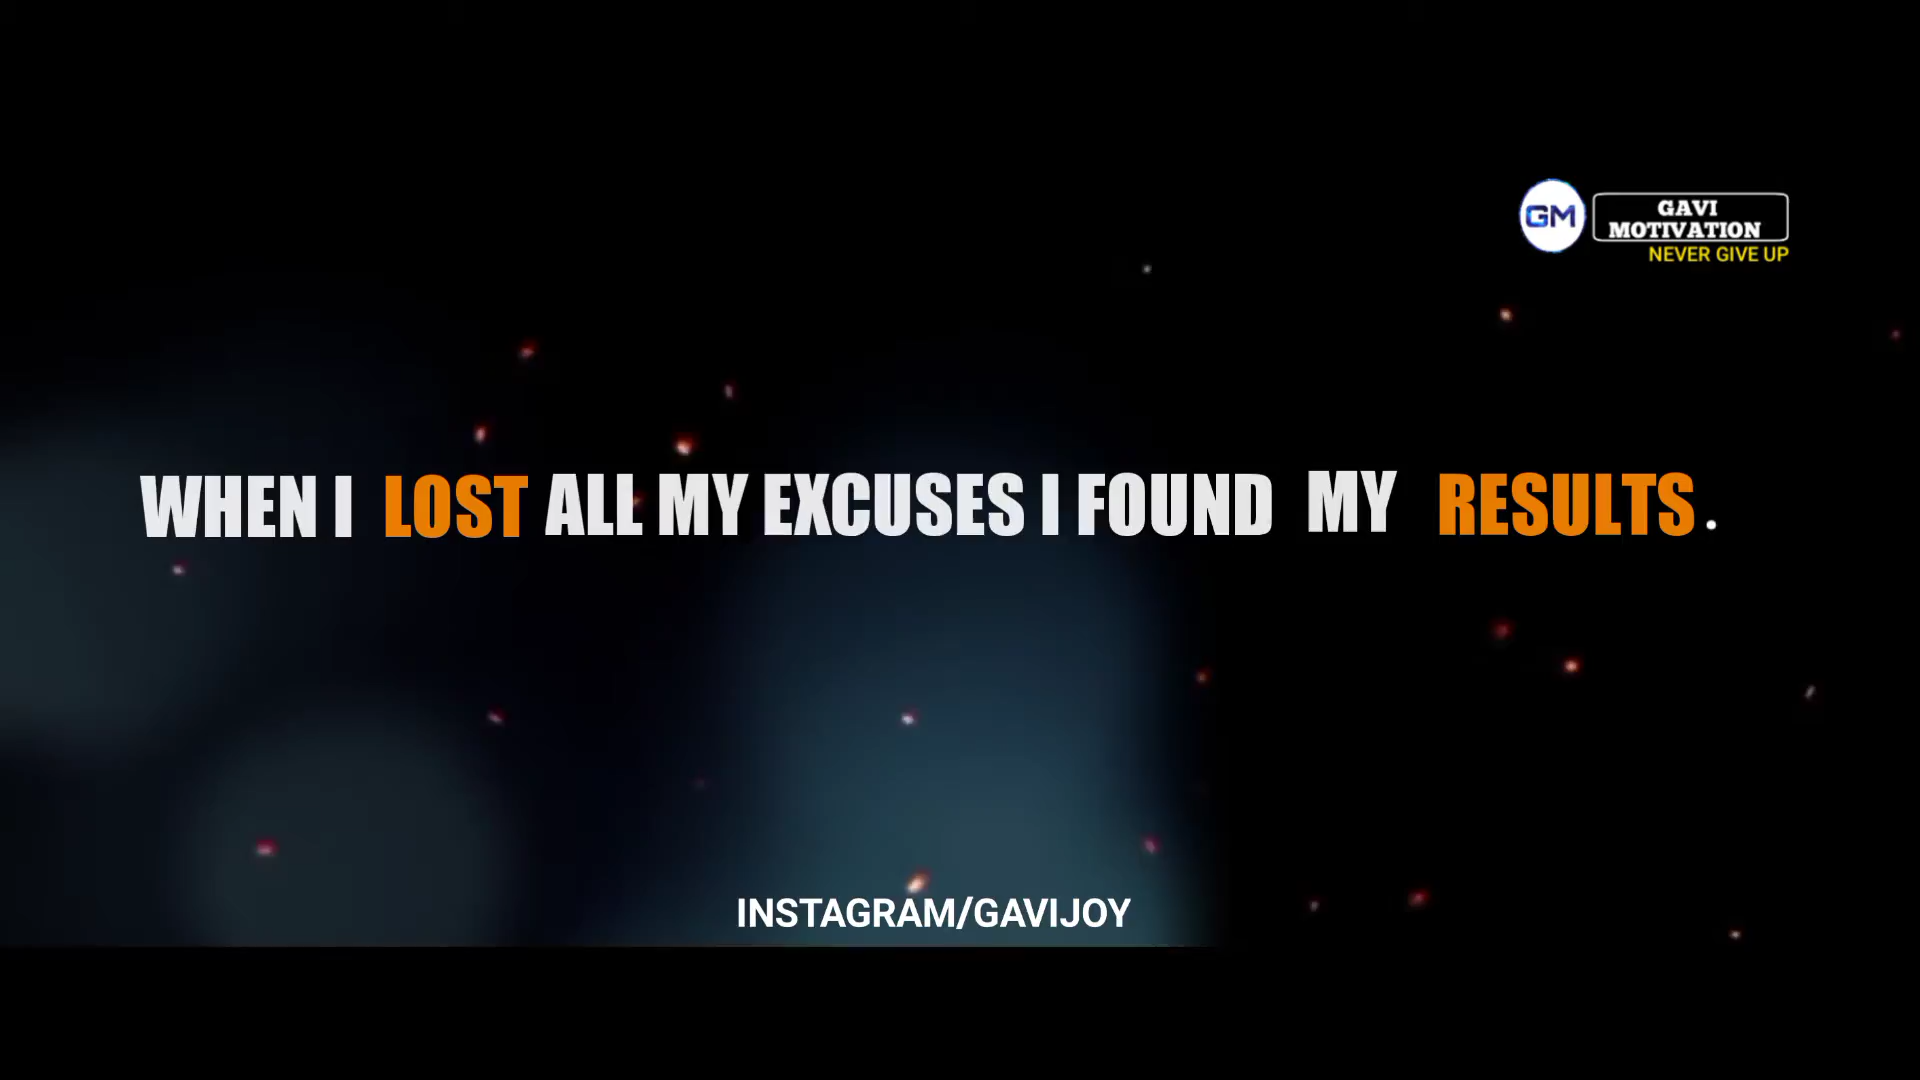 GM
GAVI
MOTIVATION
NEVER GIVE UP
WHEN I LOST ALL MY EXCUSES I FOUND MY RESULTS.
INSTAGRAM/GAVIJOY